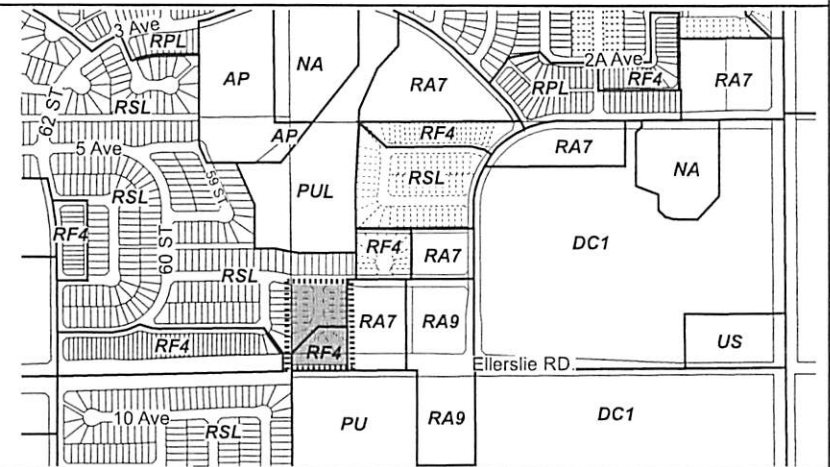 3 Ave
RPL
AP
NA
RA7
2A Ave
RPL
RF4
RA7
RSL
62 ST
AP
RF4
RA7
5 Ave
RSL
NA
59 ST
PUL
RSL
RF4
60 ST
RF4
RA7
DC1
RSL
RA7
RA9
US
RF4
RF4
Ellerslie RD.
10 Ave
RSL
PU
RA9
DC1